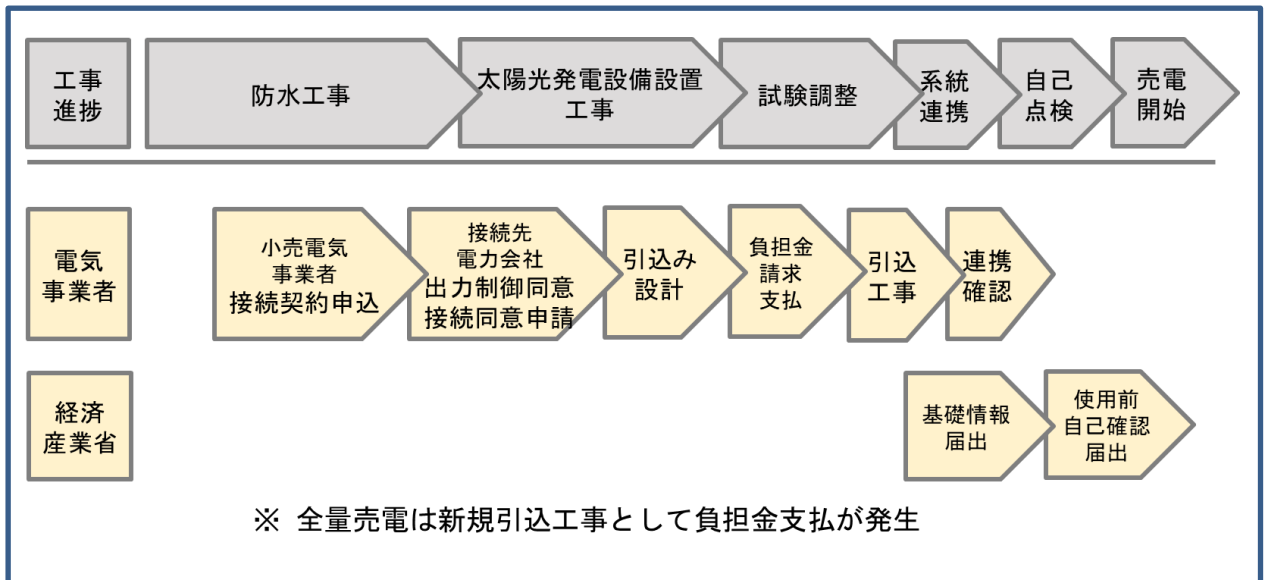 工事
進捗
防水工事
太陽光発電設備設置
工事
試験調整
系統
連携
自己
点検
売電
開始
電気
事業者
小売電気
事業者
接続契約申込
接続先
電力会社
出力制御同意
接続同意申請
引込み
設計
負担金
請求
支払
引込
工事
連携
確認
経済
産業省
基礎情報
届出
使用前
自己確認
届出
※ 全量売電は新規引込工事として負担金支払が発生